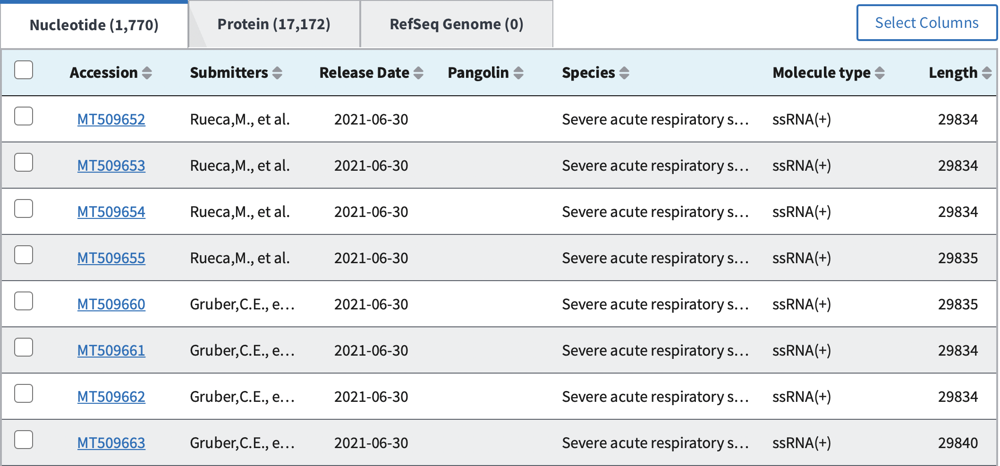 Nucleotide (1,770) Protein (17,172) RefSeq Genome (0) Select Columns
Accession Submitters Release Date Pangolin Species Molecule type Length
MT509652 Rueca,M., et al. 2021-06-30 Severe acute respiratory s... ssRNA(+) 29834
MT509653 Rueca,M., et al. 2021-06-30 Severe acute respiratory s... ssRNA(+) 29834
MT509654 Rueca,M., et al. 2021-06-30 Severe acute respiratory s... ssRNA(+) 29834
MT509655 Rueca,M., et al. 2021-06-30 Severe acute respiratory s... ssRNA(+) 29835
MT509660 Gruber,C.E., e... 2021-06-30 Severe acute respiratory s... ssRNA(+) 29835
MT509661 Gruber,C.E., e... 2021-06-30 Severe acute respiratory s... ssRNA(+) 29834
MT509662 Gruber,C.E., e... 2021-06-30 Severe acute respiratory s... ssRNA(+) 29834
MT509663 Gruber,C.E., e... 2021-06-30 Severe acute respiratory s... ssRNA(+) 29840